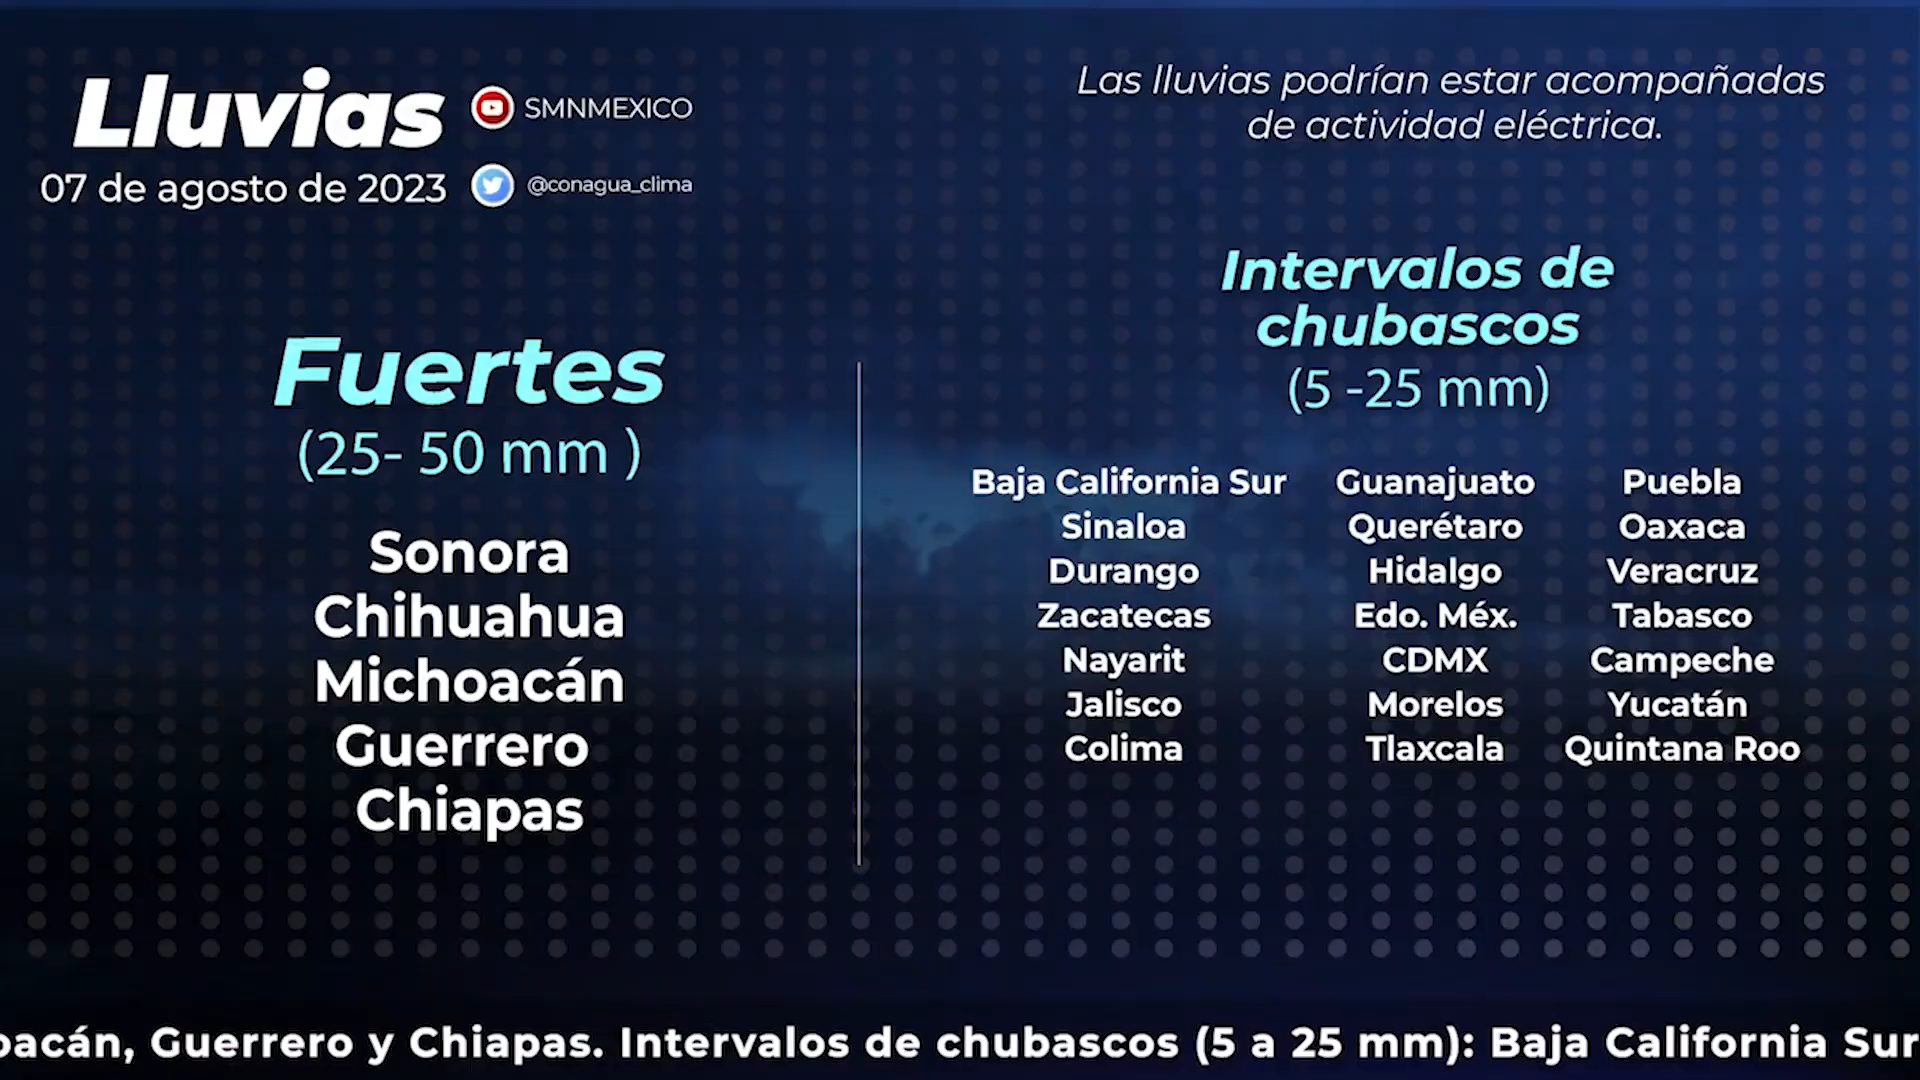 Lluvias
SMNMEXICO
07 de agosto de 2023
@conagua_clima
Las lluvias podrían estar acompañadas
de actividad eléctrica.
Fuertes
(25- 50 mm )
Sonora
Chihuahua
Michoacán
Guerrero
Chiapas
Intervalos de
chubascos
(5 -25 mm)
Baja California Sur
Sinaloa
Durango
Zacatecas
Nayarit
Jalisco
Colima
Guanajuato
Querétaro
Hidalgo
Edo. Méx.
CDMX
Morelos
Tlaxcala
Puebla
Oaxaca
Veracruz
Tabasco
Campeche
Yucatán
Quintana Roo
oacán, Guerrero y Chiapas. Intervalos de chubascos (5 a 25 mm): Baja California Sur